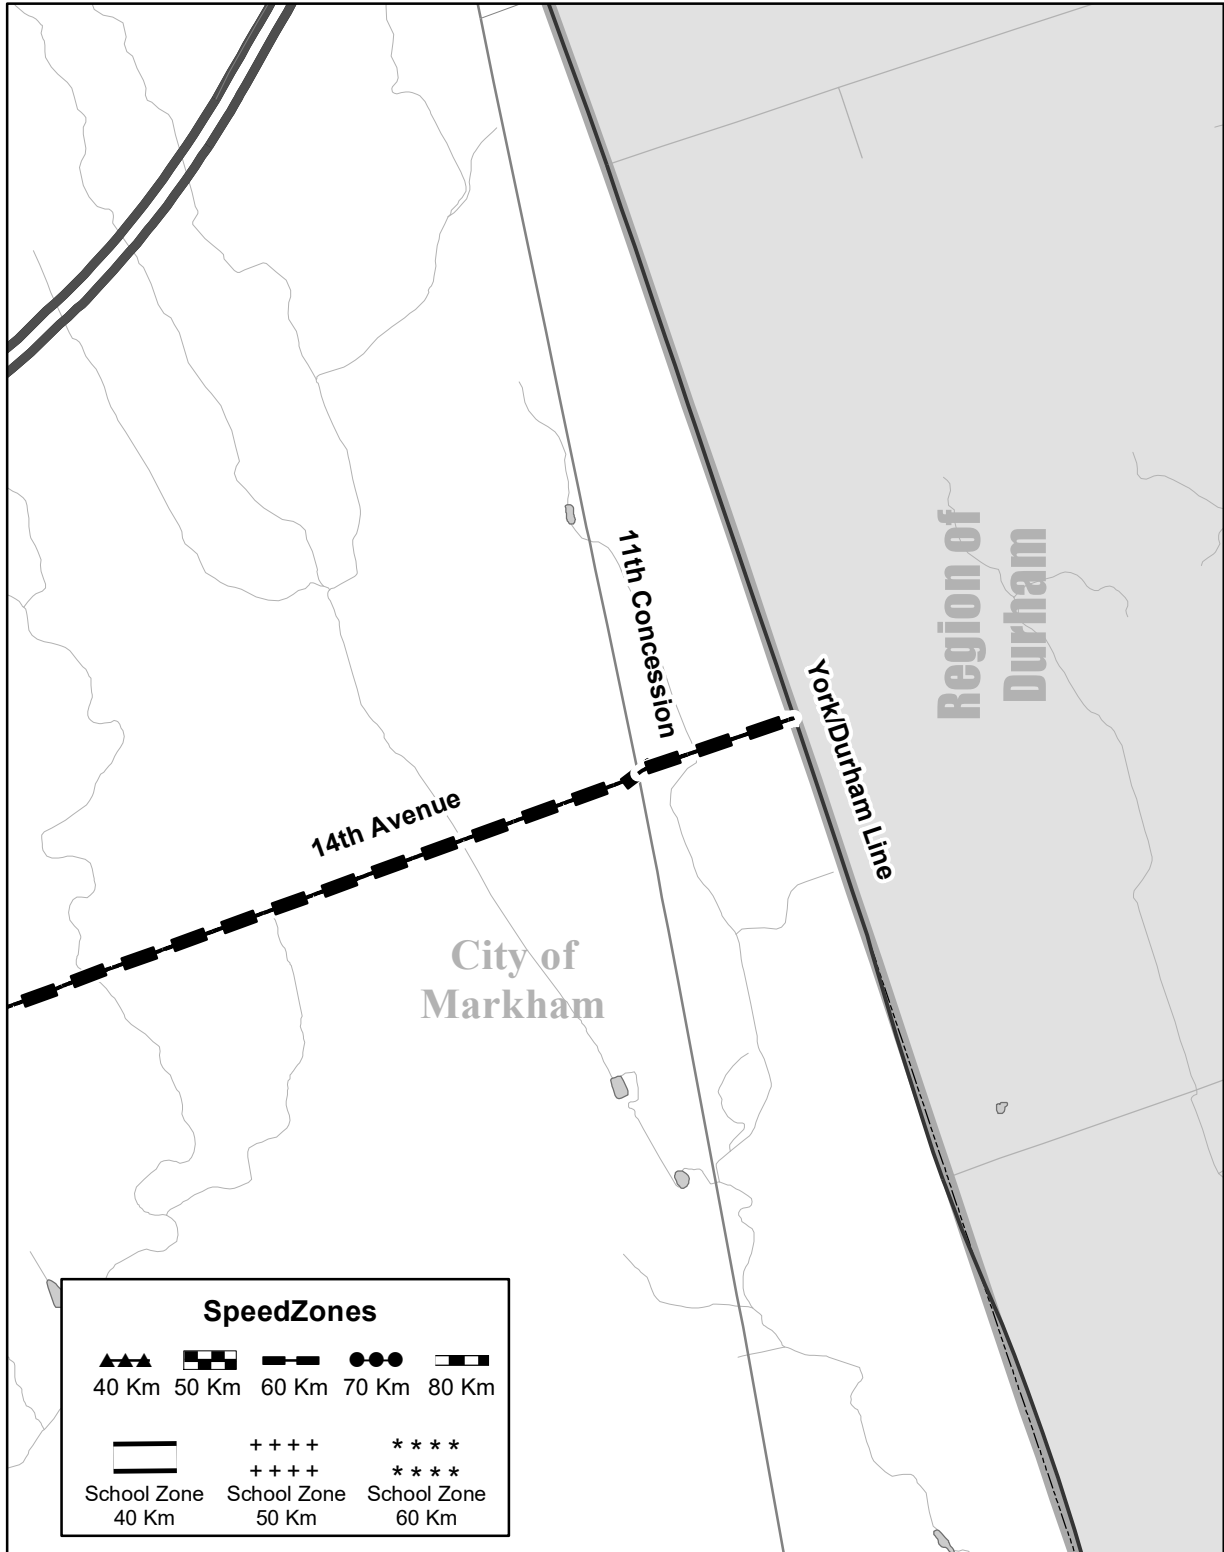 Region of
Durham
11th Concession
York/Durham Line
14th Avenue
City of
Markham
SpeedZones
40 Km 50 Km 60 Km 70 Km 80 Km
+ + + + * * * *
+ + + + * * * *
School Zone School Zone School Zone
40 Km 50 Km 60 Km